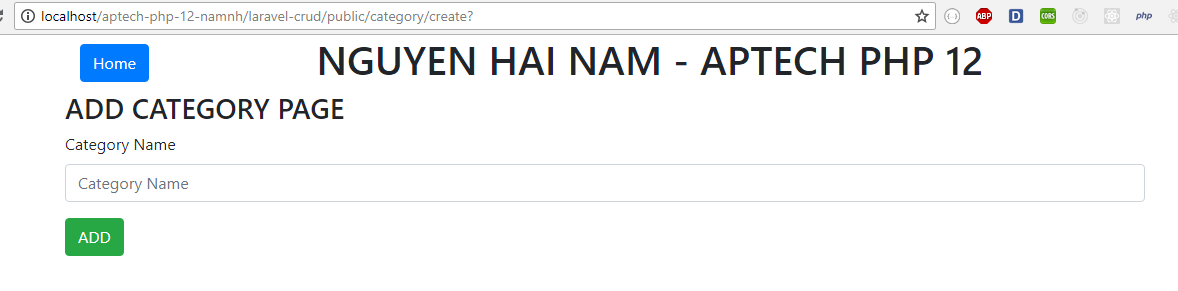 localhost/aptech-php-12-namnh/laravel-crud/public/category/create?
ABP
D
CORS
php
Home
NGUYEN HAI NAM - APTECH PHP 12
ADD CATEGORY PAGE
Category Name
Category Name
ADD